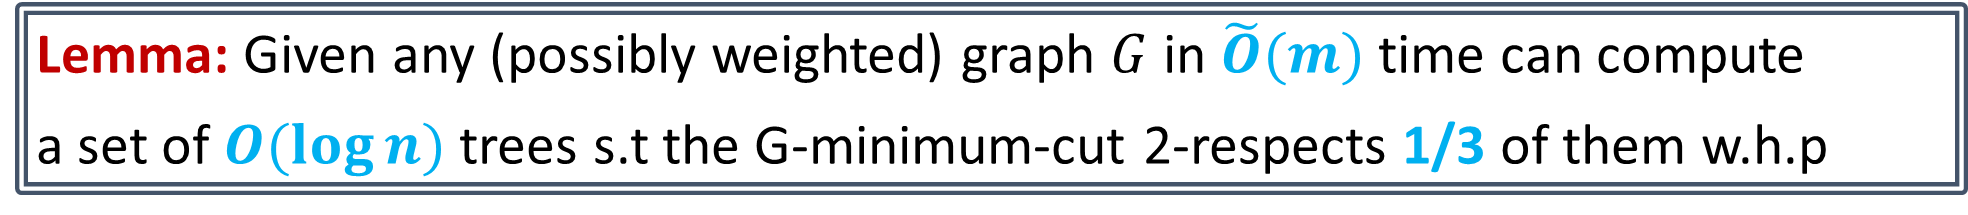 Lemma: Given any (possibly weighted) graph G in Õ(m) time can compute
a set of O(log n) trees s.t the G-minimum-cut 2-respects 1/3 of them w.h.p